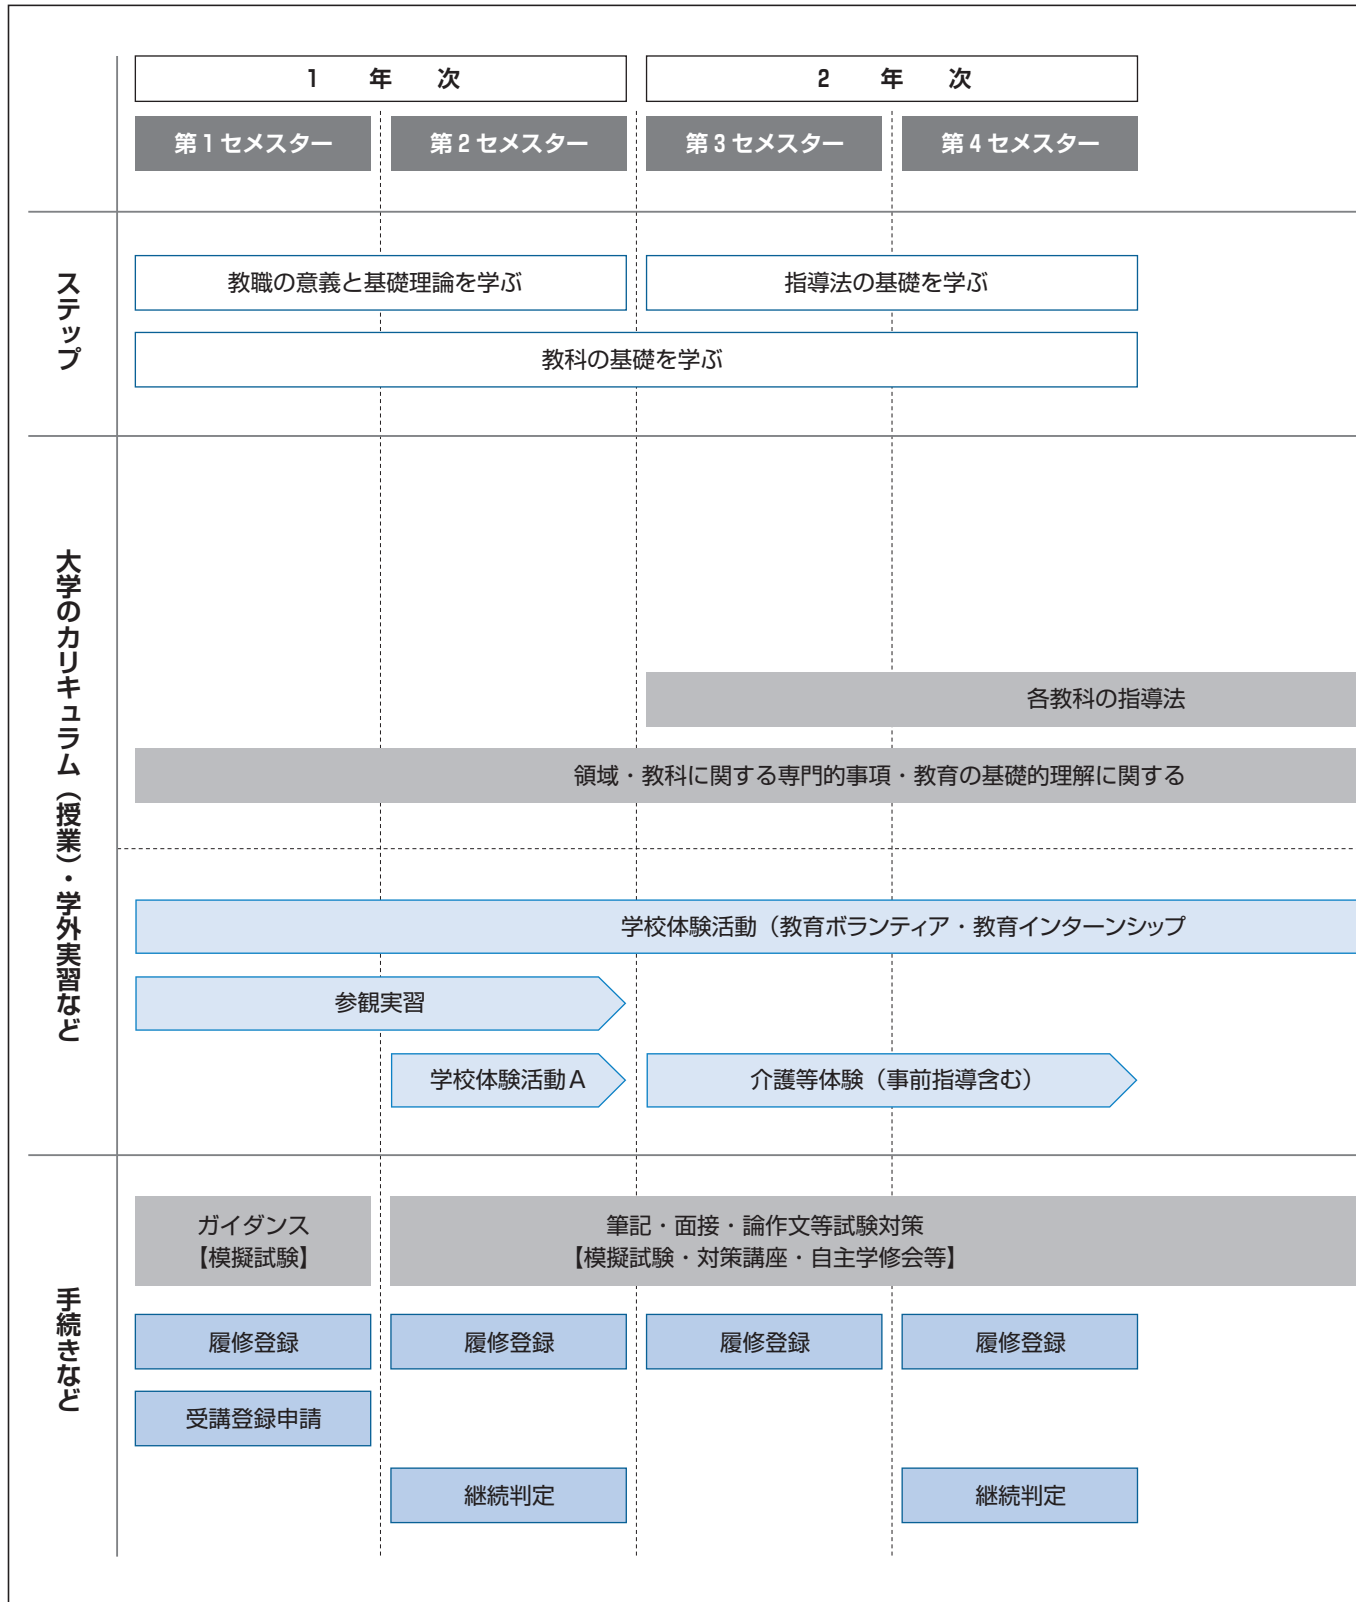 1 年 次
2 年 次
第1セメスター
第2セメスター
第3セメスター
第4セメスター
ステップ
教職の意義と基礎理論を学ぶ
指導法の基礎を学ぶ
教科の基礎を学ぶ
大学のカリキュラム（授業）・学外実習など
各教科の指導法
領域・教科に関する専門的事項・教育の基礎的理解に関する
学校体験活動（教育ボランティア・教育インターンシップ
参観実習
学校体験活動A
介護等体験（事前指導含む）
手続きなど
ガイダンス
【模擬試験】
筆記・面接・論作文等試験対策
【模擬試験・対策講座・自主学修会等】
履修登録
履修登録
履修登録
履修登録
受講登録申請
継続判定
継続判定